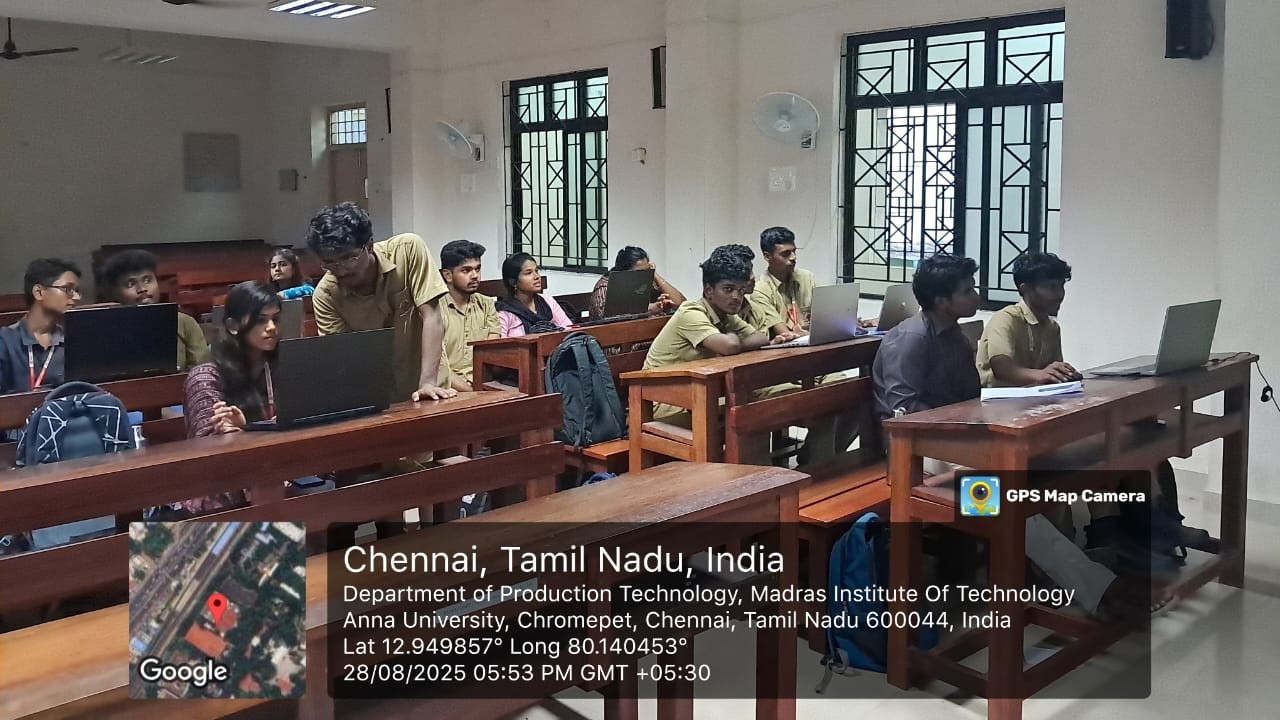 GPS Map Camera
Chennai, Tamil Nadu, India
Department of Production Technology, Madras Institute Of Technology
Anna University, Chromepet, Chennai, Tamil Nadu 600044, India
Lat 12.949857° Long 80.140453°
28/08/2025 05:53 PM GMT +05:30
Google